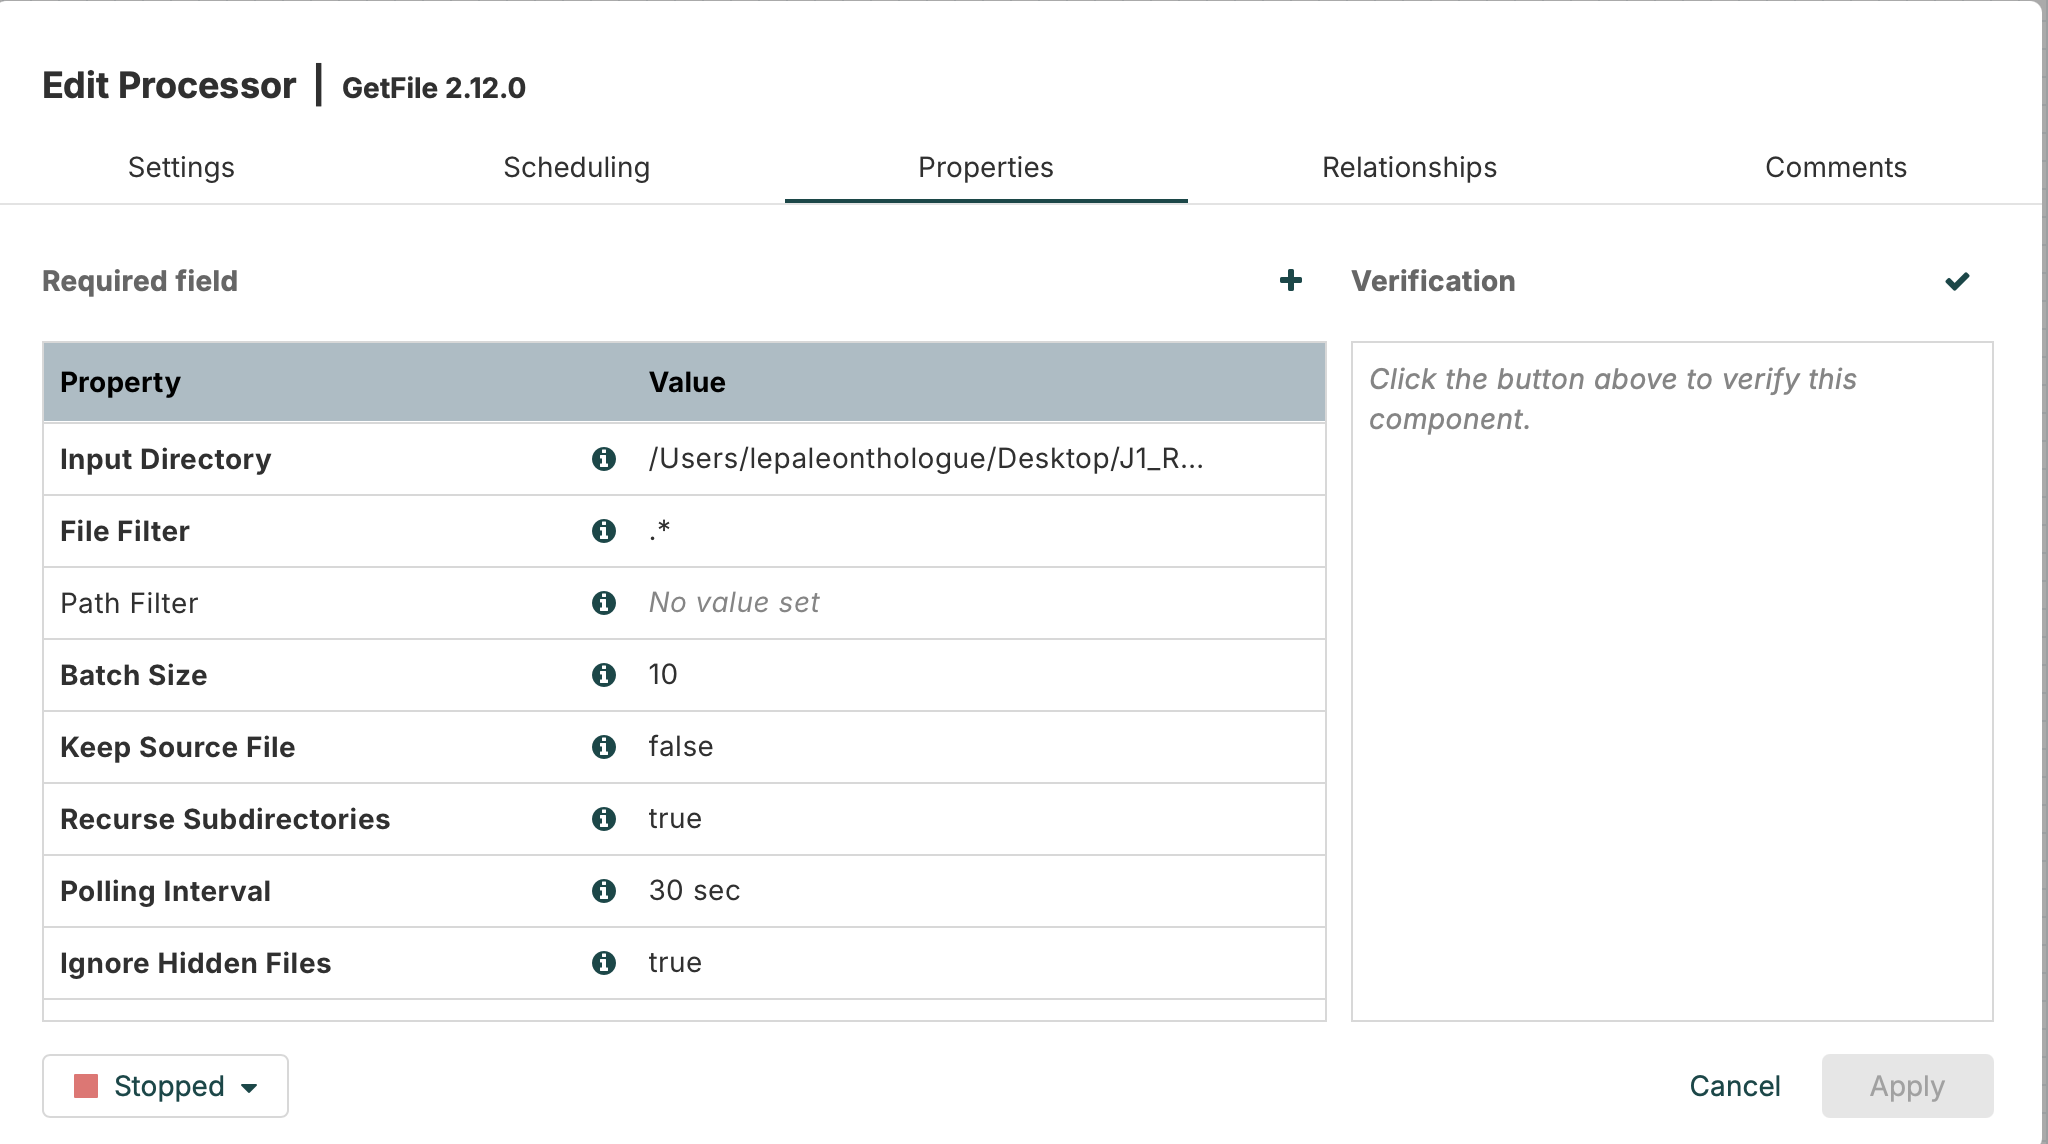 Edit Processor | GetFile 2.12.0
Settings Scheduling Properties Relationships Comments
Required field
Verification
Property Value
Input Directory /Users/lepaleonthologue/Desktop/J1_R...
File Filter .*
Path Filter No value set
Batch Size 10
Keep Source File false
Recurse Subdirectories true
Polling Interval 30 sec
Ignore Hidden Files true
Click the button above to verify this
component.
Stopped
Cancel Apply